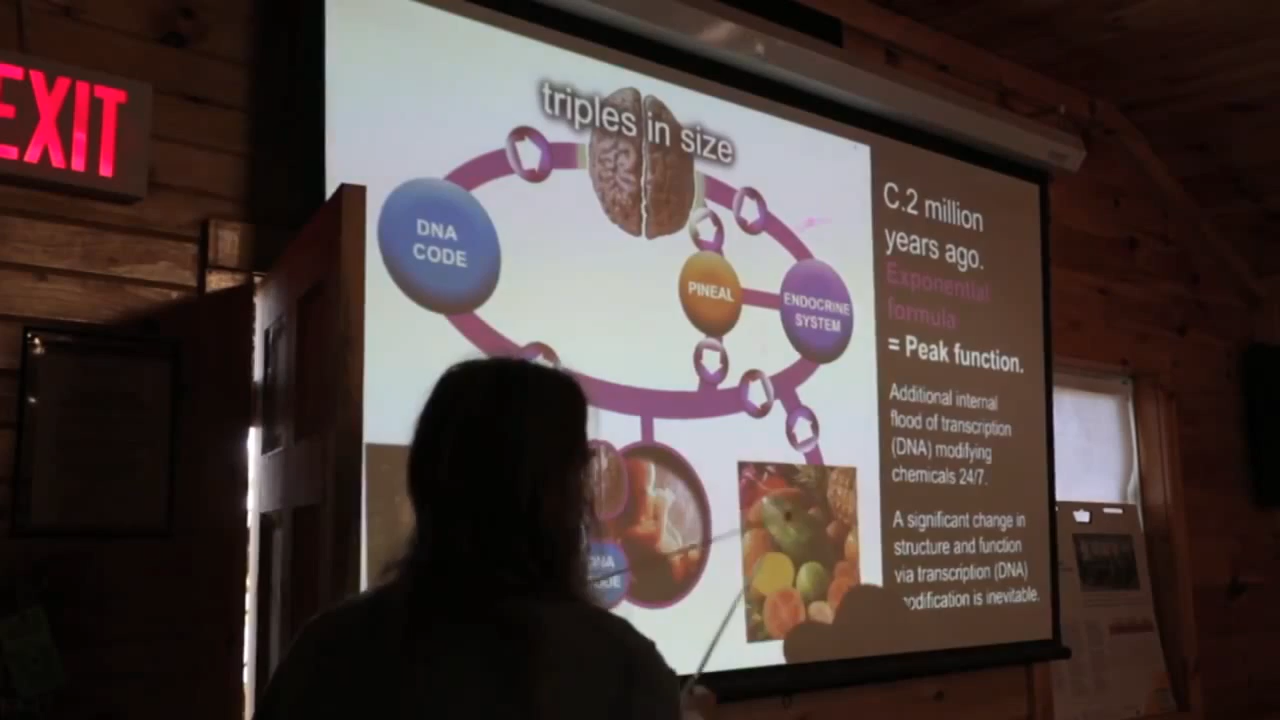 EXIT
triples in size
DNA
CODE
PINEAL
ENDOCRINE
SYSTEM
DNA
C.2 million
years ago.
Exponential
formula
= Peak function.
Additional internal
flood of transcription
(DNA) modifying
chemicals 24/7.
A significant change in
structure and function
via transcription (DNA)
modification is inevitable.